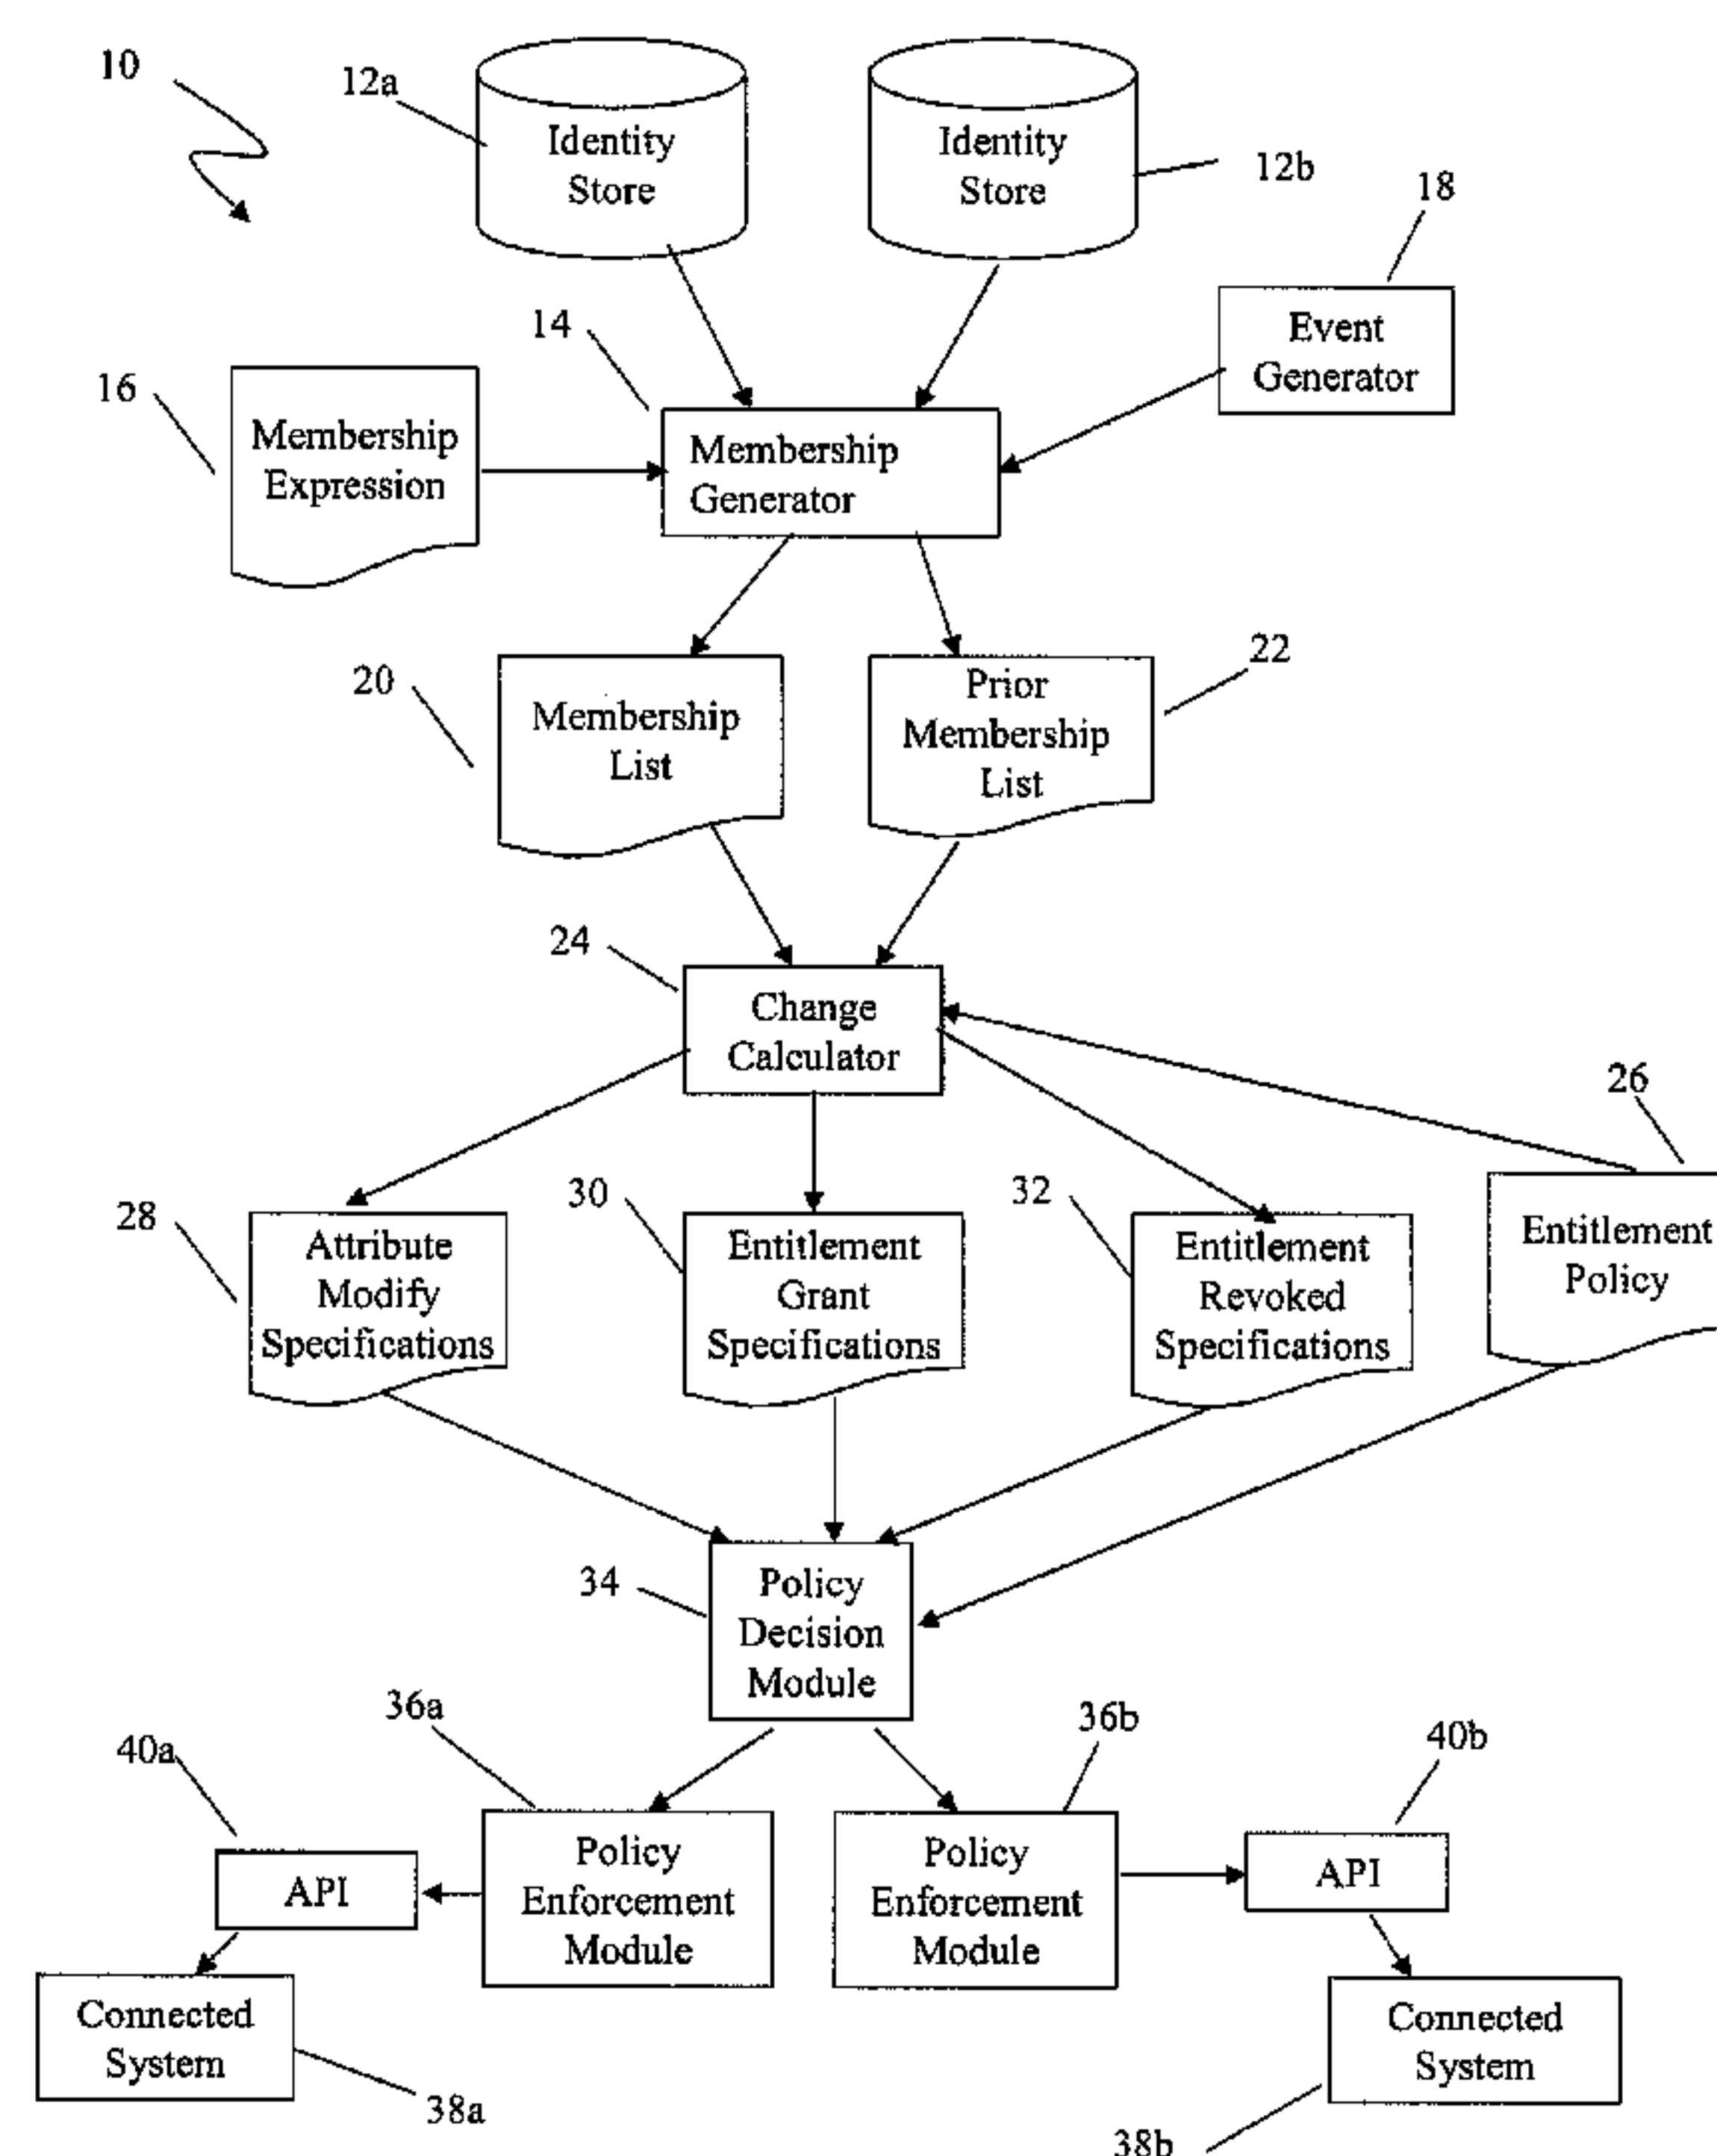 10
12a
Identity
Store
Identity
Store
12b
18
Event
Generator
14
16
Membership
Expression
Membership
Generator
20
Membership
List
Prior
Membership
List
22
24
Change
Calculator
26
28
Attribute
Modify
Specifications
30
Entitlement
Grant
Specifications
32
Entitlement
Revoked
Specifications
Entitlement
Policy
34
Policy
Decision
Module
36a
36b
40a
40b
API
Policy
Enforcement
Module
Policy
Enforcement
Module
API
Connected
System
38a
Connected
System
38b